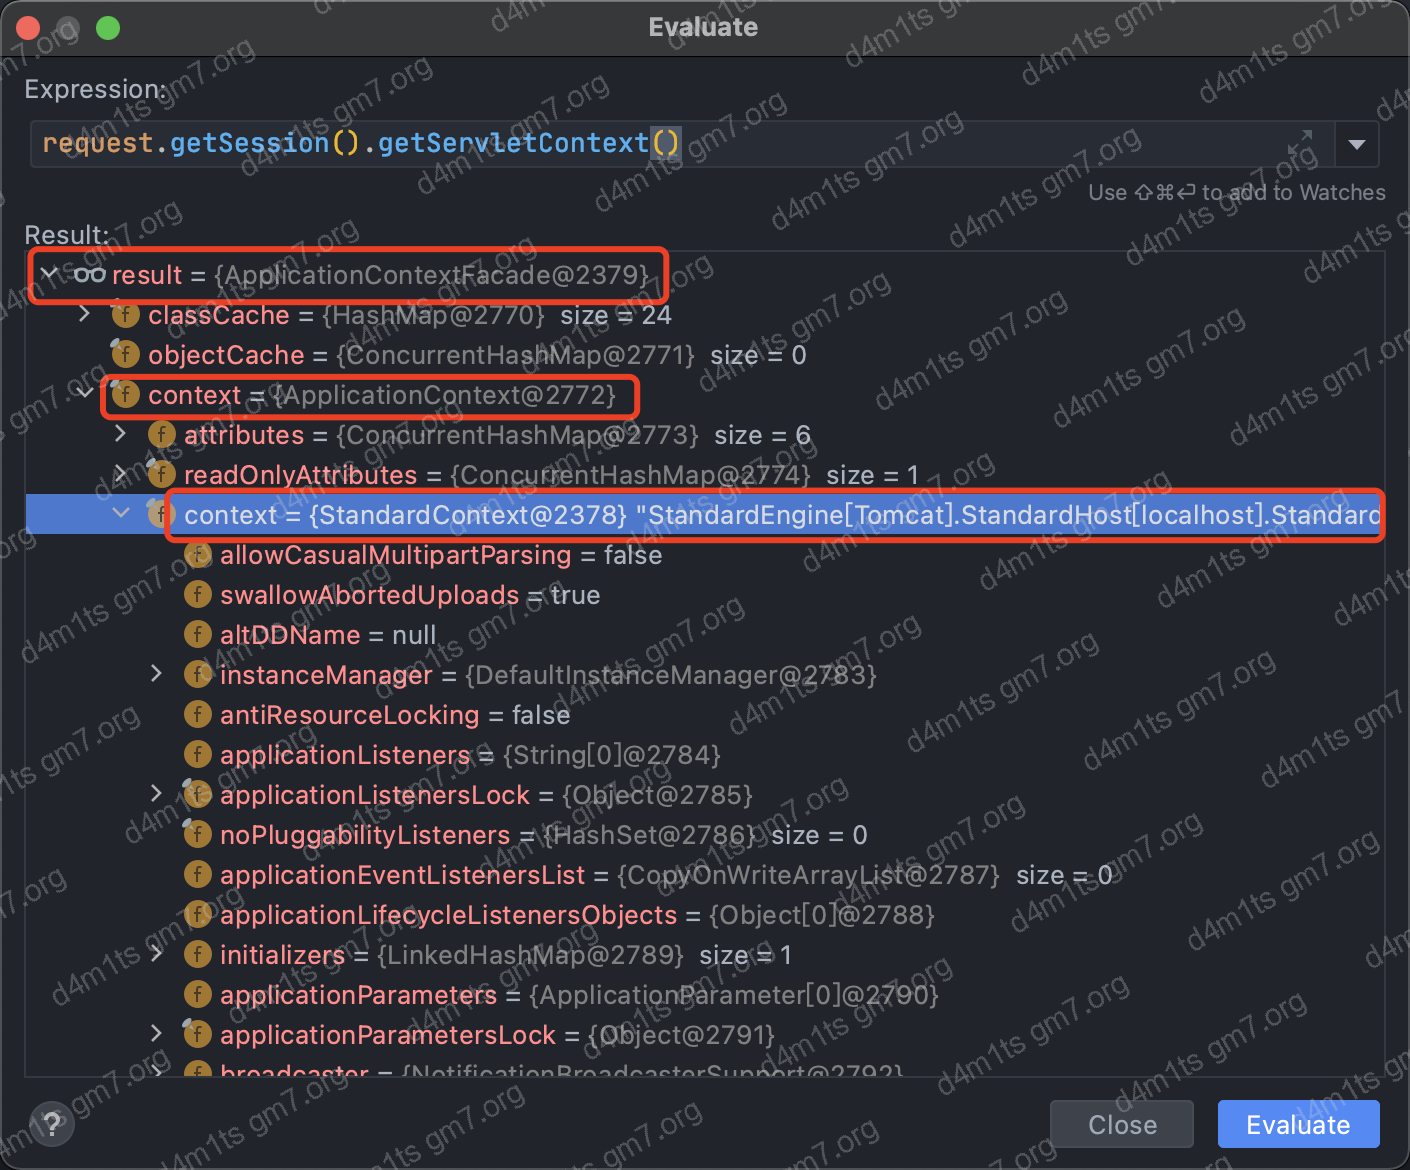 Evaluate
Expression:
request.getSession().getServletContext()
Use ⇧⌘⏎ to add to Watches
Result:
result = {ApplicationContextFacade@2379}
classCache = {HashMap@2770} size = 24
objectCache = {ConcurrentHashMap@2771} size = 0
context = {ApplicationContext@2772}
attributes = {ConcurrentHashMap@2773} size = 6
readOnlyAttributes = {ConcurrentHashMap@2774} size = 1
context = {StandardContext@2378} "StandardEngine[Tomcat].StandardHost[localhost].Standard
allowCasualMultipartParsing = false
swallowAbortedUploads = true
altDDName = null
instanceManager = {DefaultInstanceManager@2783}
antiResourceLocking = false
applicationListeners = {String[0]@2784}
applicationListenersLock = {Object@2785}
noPluggabilityListeners = {HashSet@2786} size = 0
applicationEventListenersList = {CopyOnWriteArrayList@2787} size = 0
applicationLifecycleListenersObjects = {Object[0]@2788}
initializers = {LinkedHashMap@2789} size = 1
applicationParameters = {ApplicationParameter[0]@2790}
applicationParametersLock = {Object@2791}
broadcaster = {NotificationBroadcasterSupport@2792}
?
Close
Evaluate
d4m1ts gm7.org